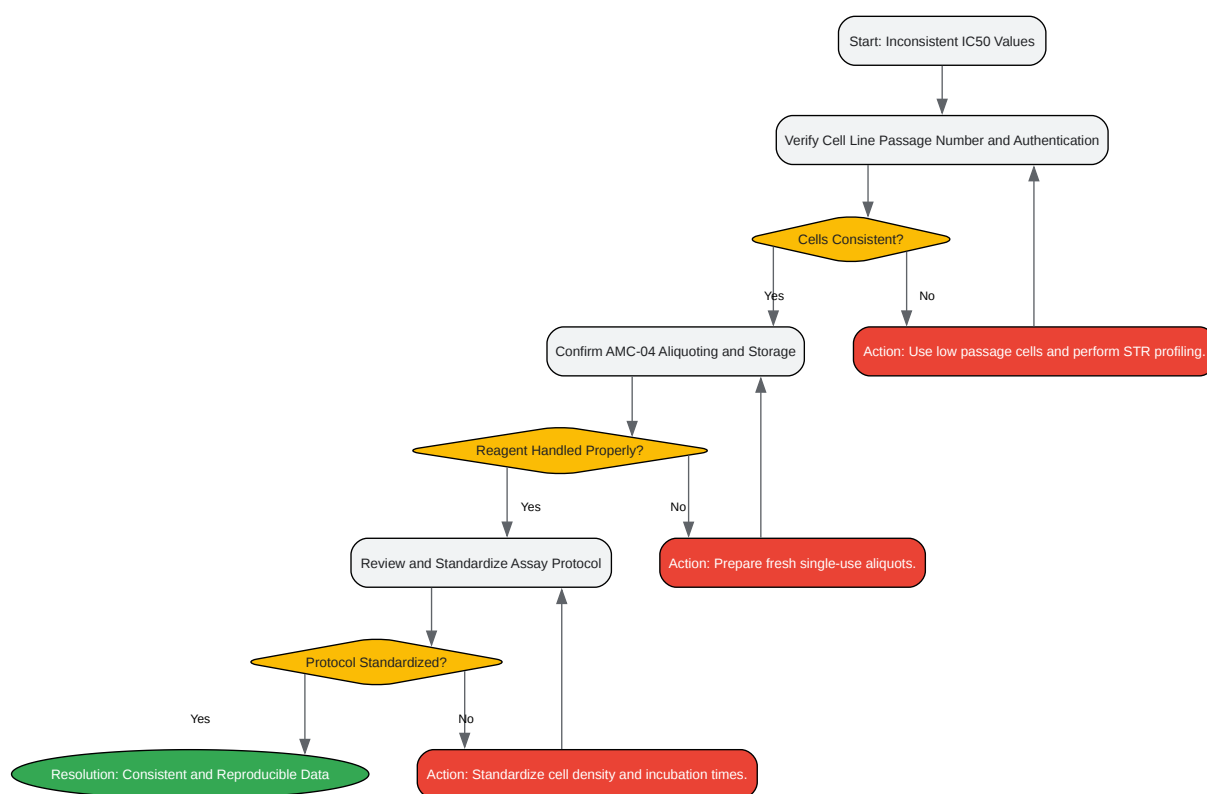 Start: Inconsistent IC50 Values
Verify Cell Line Passage Number and Authentication
Cells Consistent?
Yes
No
Confirm AMC-04 Aliquoting and Storage
Action: Use low passage cells and perform STR profiling.
Reagent Handled Properly?
Yes
No
Review and Standardize Assay Protocol
Action: Prepare fresh single-use aliquots.
Protocol Standardized?
Yes
No
Resolution: Consistent and Reproducible Data
Action: Standardize cell density and incubation times.